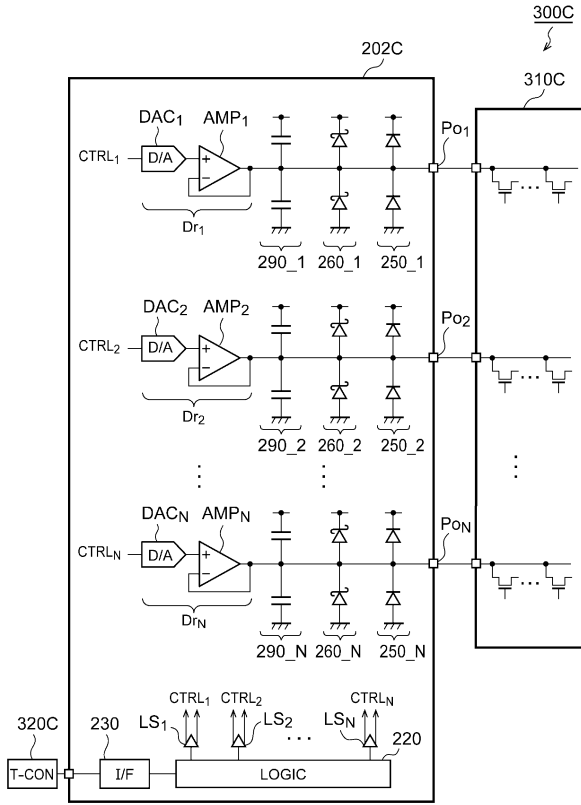 300C
202C
310C
DAC1 AMP1
Po1
CTRL1 D/A + −
Dr1
290_1 260_1 250_1
DAC2 AMP2
Po2
CTRL2 D/A + −
Dr2
290_2 260_2 250_2
DACN AMPN
PoN
CTRLN D/A + −
DrN
290_N 260_N 250_N
CTRL1 CTRL2 CTRLN
LS1 LS2 ... LSN
320C 230 220
T-CON I/F LOGIC